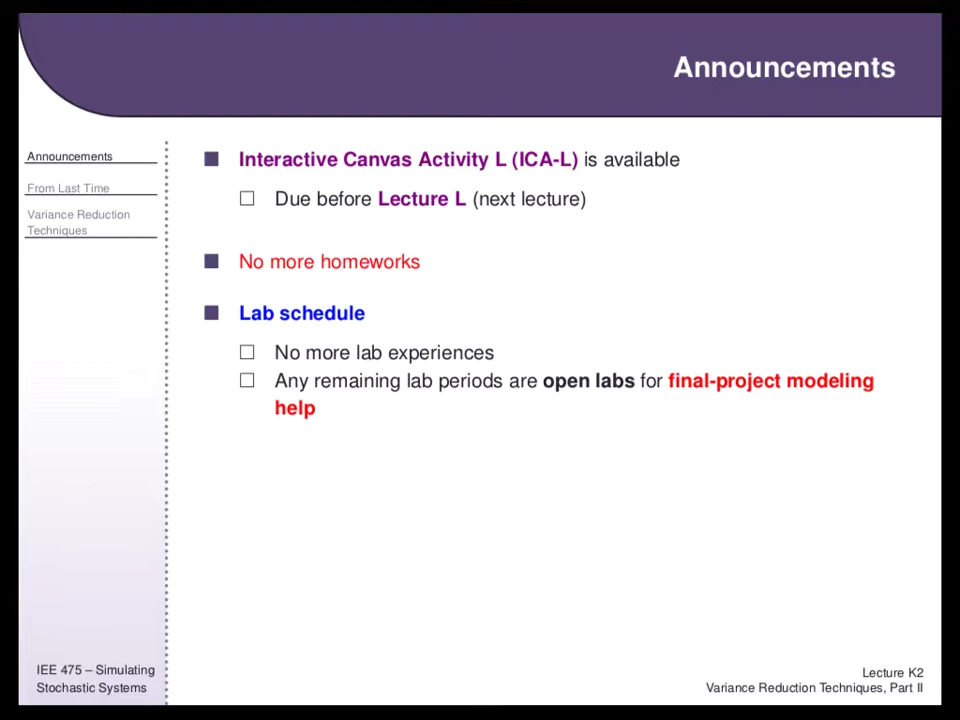 Announcements
Announcements
From Last Time
Variance Reduction
Techniques
Interactive Canvas Activity L (ICA-L) is available
Due before Lecture L (next lecture)
No more homeworks
Lab schedule
No more lab experiences
Any remaining lab periods are open labs for final-project modeling
help
IEE 475 – Simulating
Stochastic Systems
Lecture K2
Variance Reduction Techniques, Part II